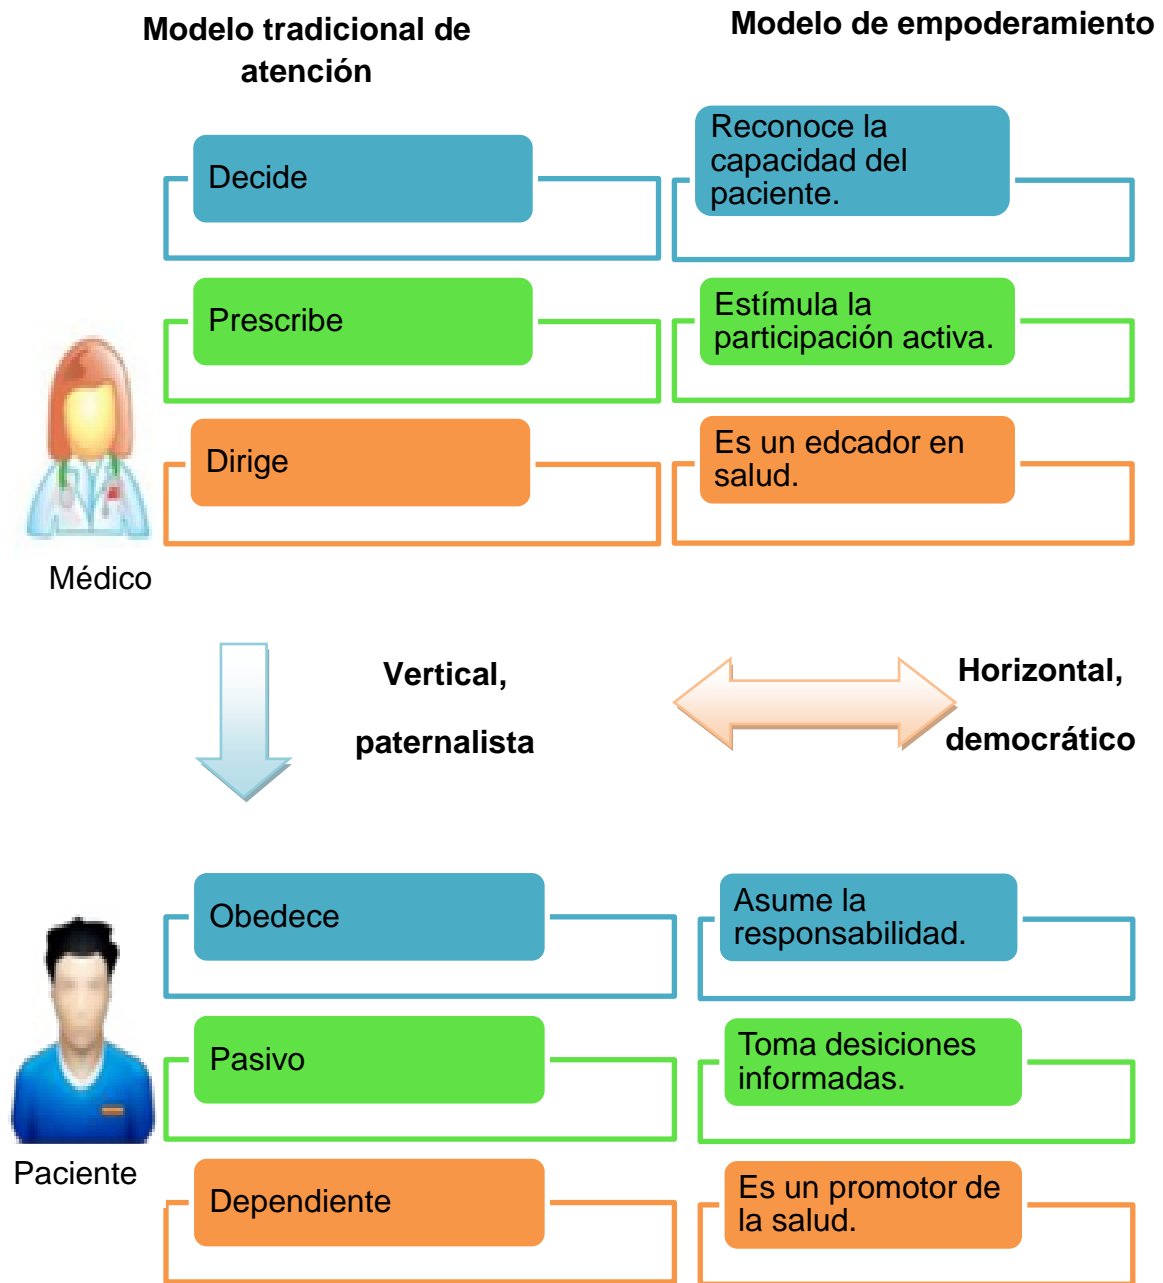 Modelo tradicional de
atención
Modelo de empoderamiento
Decide
Reconoce la
capacidad del
paciente.
Prescribe
Estímula la
participación activa.
Dirige
Es un edcador en
salud.
Médico
Vertical,
paternalista
Horizontal,
democrático
Obedece
Asume la
responsabilidad.
Pasivo
Toma desiciones
informadas.
Paciente
Dependiente
Es un promotor de
la salud.